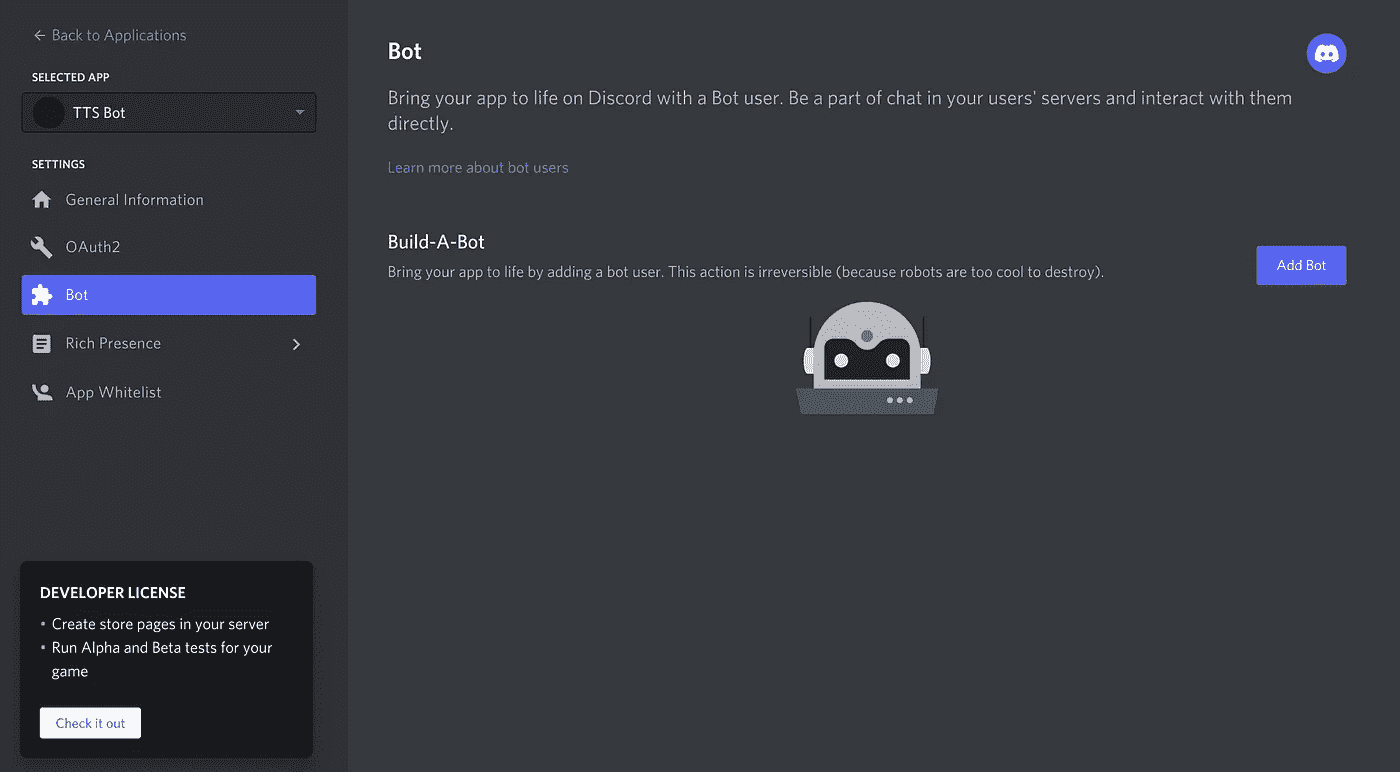 ← Back to Applications
SELECTED APP
TTS Bot
SETTINGS
General Information
OAuth2
Bot
Rich Presence
App Whitelist
DEVELOPER LICENSE
• Create store pages in your server
• Run Alpha and Beta tests for your
game
Check it out
Bot
Bring your app to life on Discord with a Bot user. Be a part of chat in your users' servers and interact with them
directly.
Learn more about bot users
Build-A-Bot
Bring your app to life by adding a bot user. This action is irreversible (because robots are too cool to destroy).
Add Bot